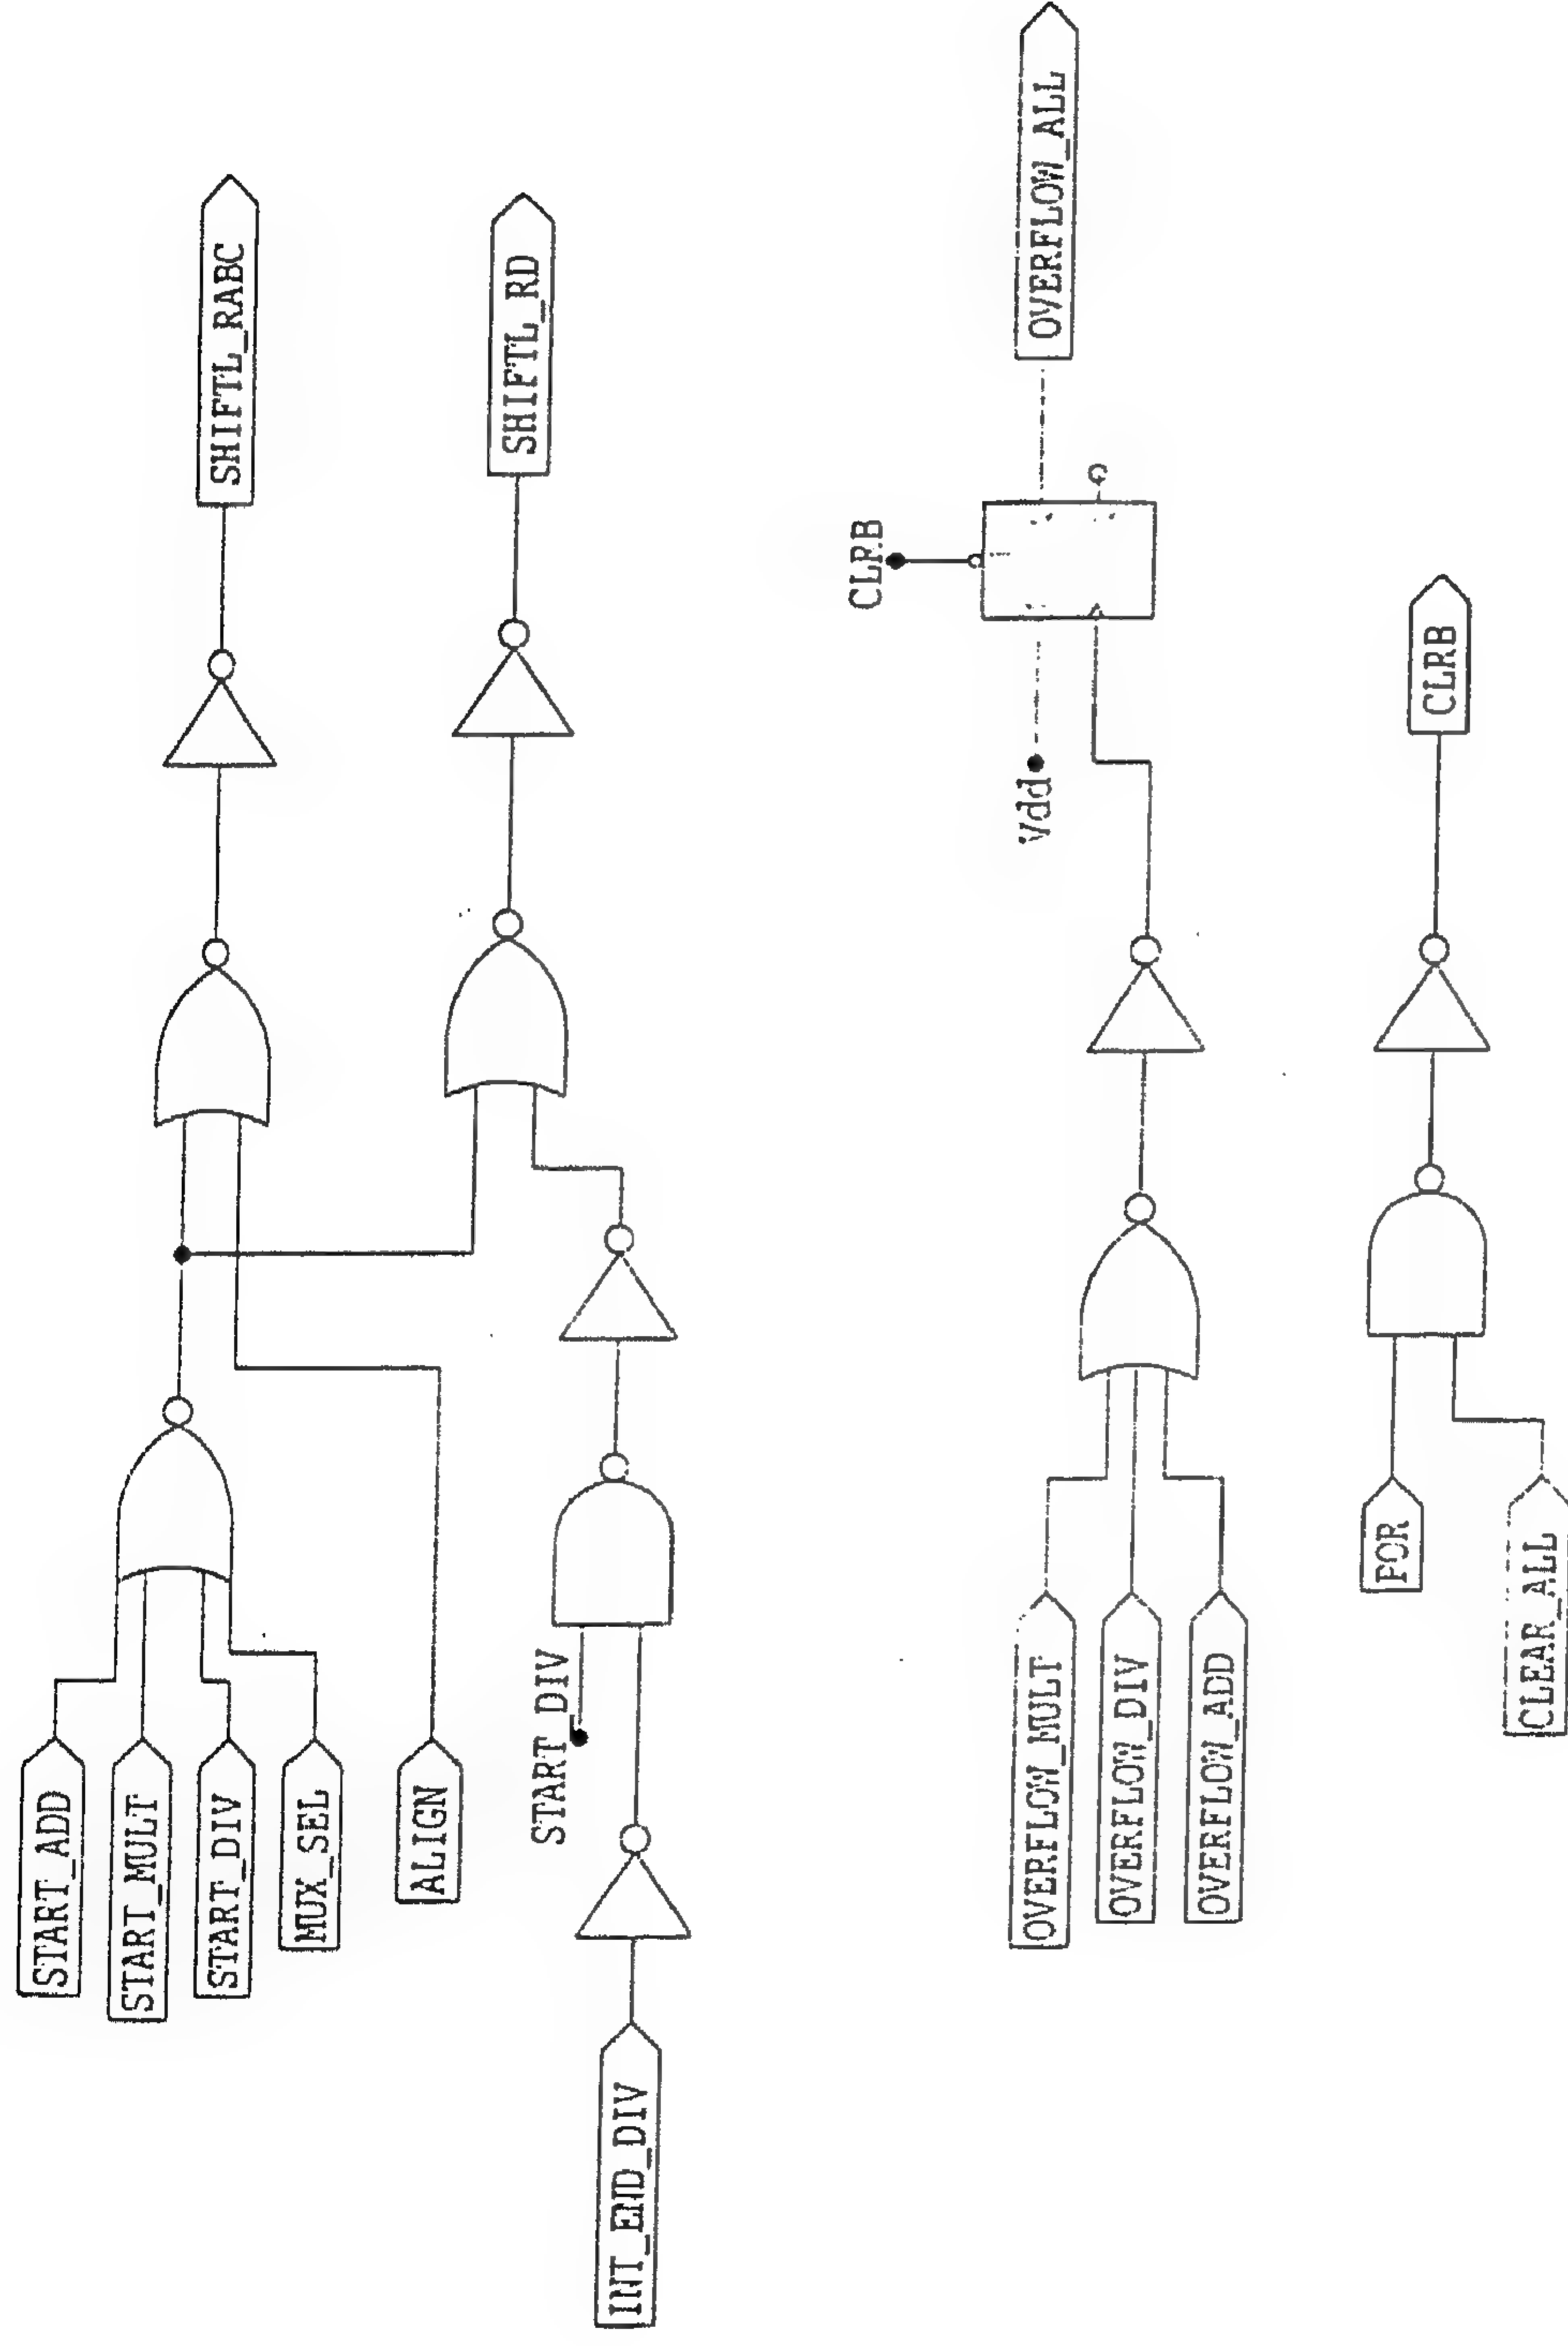 START_ADD
START_MULT
START_DIV
MUX_SEL
ALIGN
SHIFTL_RABC
START_DIV
INT_END_DIV
SHIFTL_RD
CLRB
Vdd
OVERFLOW_ALL
OVERFLOW_MULT
OVERFLOW_DIV
OVERFLOW_ADD
POR
CLEAR_ALL
CLRB